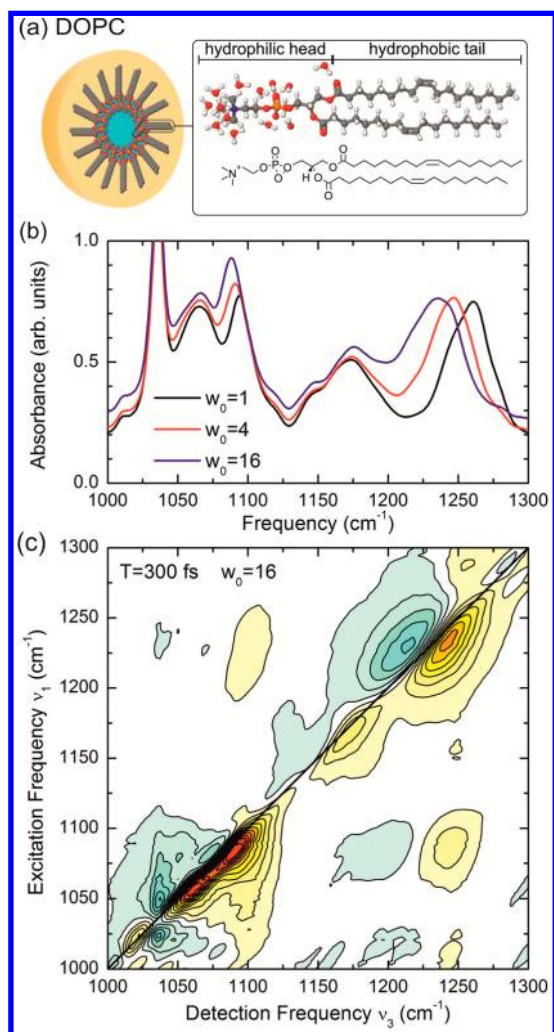 (a) DOPC
hydrophilic head hydrophobic tail
O
O P O
O
N+
O
H
O
O
O
(b)
Absorbance (arb. units)
1.0
0.5
0.0
w0=1
w0=4
w0=16
1000 1050 1100 1150 1200 1250 1300
Frequency (cm-1)
(c)
T=300 fs w0=16
Excitation Frequency ν1 (cm-1)
1300
1250
1200
1150
1100
1050
1000
1000 1050 1100 1150 1200 1250 1300
Detection Frequency ν3 (cm-1)